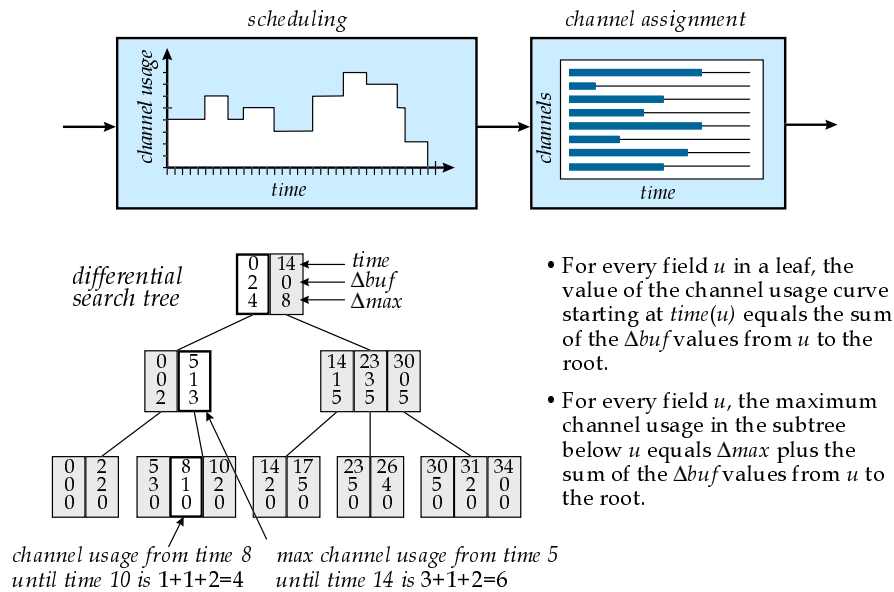 scheduling
channel assignment
channel usage
time
channels
time
differential
search tree
0 14
2 0
4 8
time
Δbuf
Δmax
0 5
0 1
2 3
14 23 30
1 3 0
5 5 5
0 2
0 2
0 0
5 8 10
3 1 2
0 0 0
14 17
2 5
0 0
23 26
5 4
0 0
30 31 34
5 2 0
0 0 0
channel usage from time 8
until time 10 is 1+1+2=4
max channel usage from time 5
until time 14 is 3+1+2=6
• For every field u in a leaf, the
value of the channel usage curve
starting at time(u) equals the sum
of the Δbuf values from u to the
root.
• For every field u, the maximum
channel usage in the subtree
below u equals Δmax plus the
sum of the Δbuf values from u to
the root.